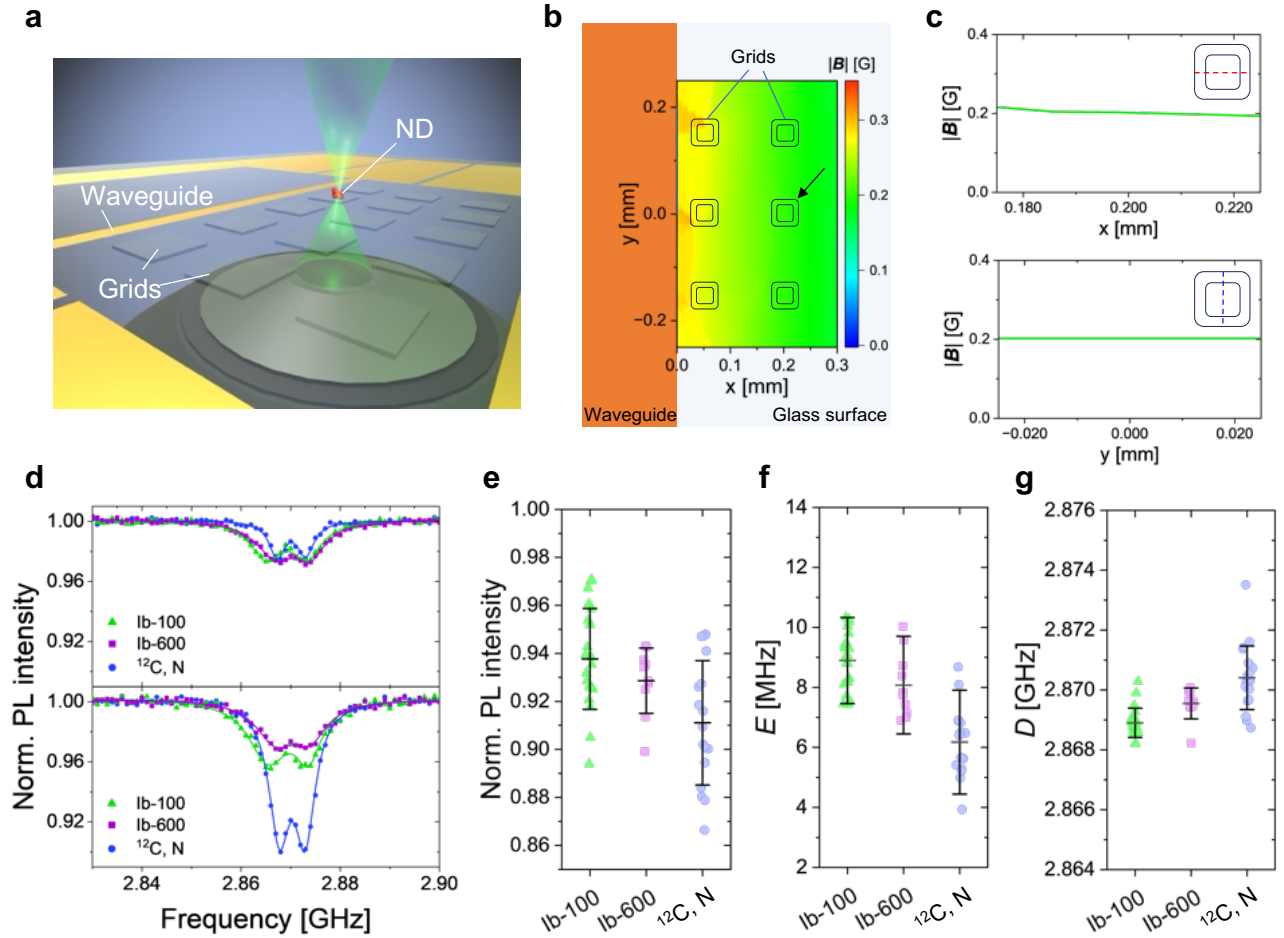 a
ND
Waveguide
Grids
b
Grids
|B| [G]
0.3
0.2
0.1
0.0
0.2
0.0
−0.2
y [mm]
0.0 0.1 0.2 0.3
x [mm]
Waveguide
Glass surface
c
0.4
0.2
0.0
|B| [G]
0.180 0.200 0.220
x [mm]
0.4
0.2
0.0
|B| [G]
−0.020 0.000 0.020
y [mm]
d
1.00
0.96
0.92
Ib-100
Ib-600
¹²C, N
1.00
0.96
0.92
Ib-100
Ib-600
¹²C, N
Norm. PL intensity
2.84 2.86 2.88 2.90
Frequency [GHz]
e
1.00
0.98
0.96
0.94
0.92
0.90
0.88
0.86
Norm. PL intensity
Ib-100 Ib-600 ¹²C, N
f
14
12
10
8
6
4
2
E [MHz]
Ib-100 Ib-600 ¹²C, N
g
2.876
2.874
2.872
2.870
2.868
2.866
2.864
D [GHz]
Ib-100 Ib-600 ¹²C, N